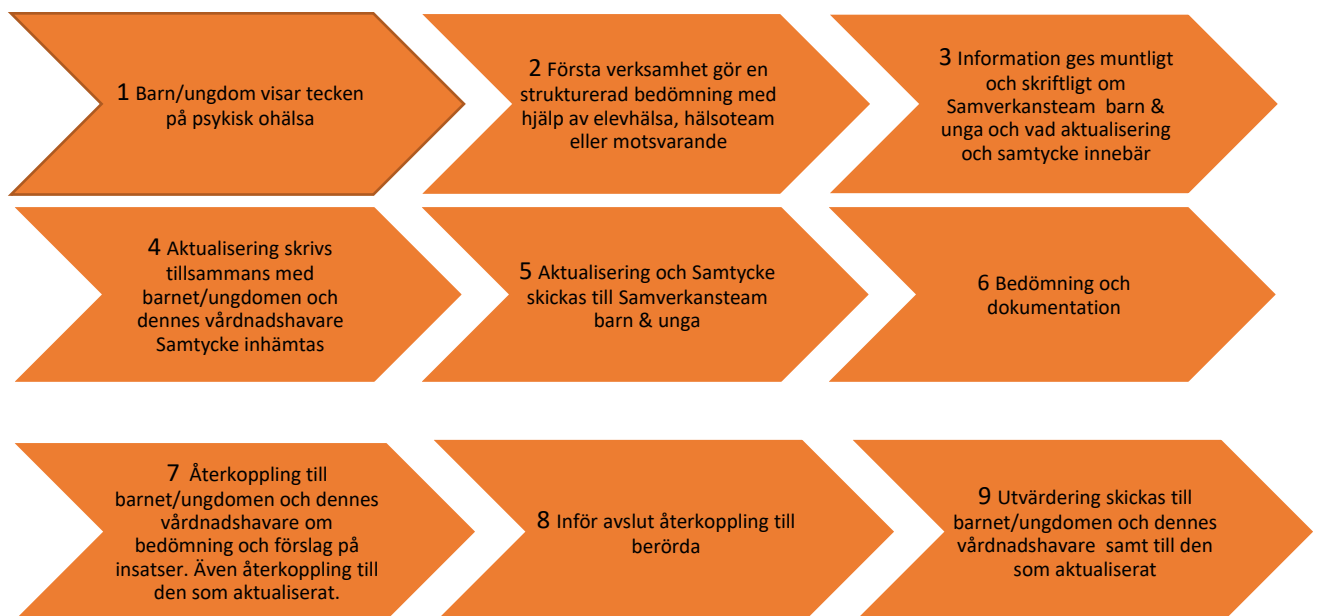 1 Barn/ungdom visar tecken
på psykisk ohälsa
2 Första verksamhet gör en
strukturerad bedömning med
hjälp av elevhälsa, hälsoteam
eller motsvarande
3 Information ges muntligt
och skriftligt om
Samverkansteam barn &
unga och vad aktualisering
och samtycke innebär
4 Aktualisering skrivs
tillsammans med
barnet/ungdomen och
dennes vårdnadshavare
Samtycke inhämtas
5 Aktualisering och Samtycke
skickas till Samverkansteam
barn & unga
6 Bedömning och
dokumentation
7 Återkoppling till
barnet/ungdomen och dennes
vårdnadshavare om
bedömning och förslag på
insatser. Även återkoppling till
den som aktualiserat.
8 Inför avslut återkoppling till
berörda
9 Utvärdering skickas till
barnet/ungdomen och dennes
vårdnadshavare samt till den
som aktualiserat